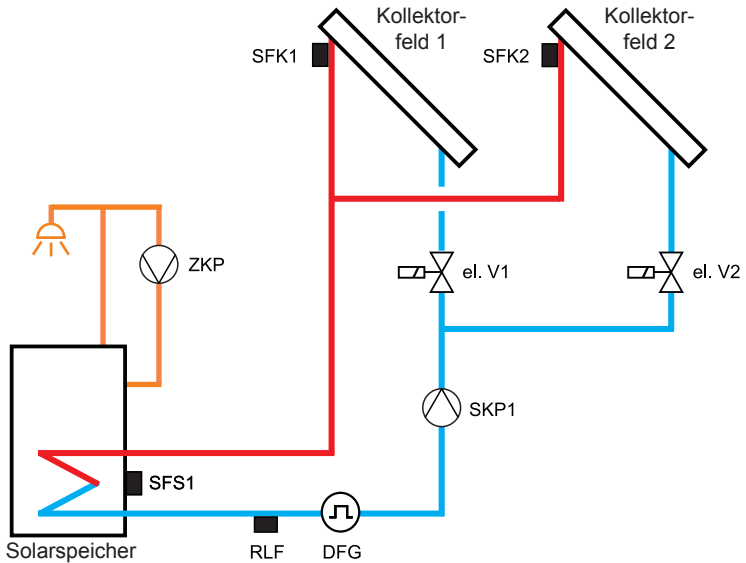 Kollektor-
feld 1
Kollektor-
feld 2
SFK1
SFK2
ZKP
el. V1
el. V2
SKP1
SFS1
Solarspeicher
RLF
DFG